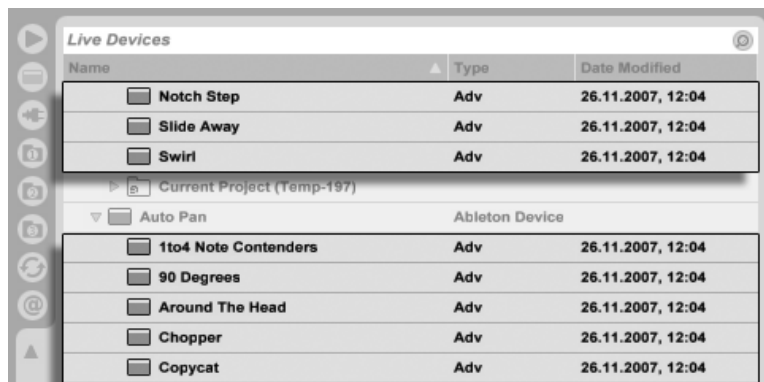 Live Devices
Name Type Date Modified
Notch Step Adv 26.11.2007, 12:04
Slide Away Adv 26.11.2007, 12:04
Swirl Adv 26.11.2007, 12:04
Current Project (Temp-197)
Auto Pan Ableton Device
1to4 Note Contenders Adv 26.11.2007, 12:04
90 Degrees Adv 26.11.2007, 12:04
Around The Head Adv 26.11.2007, 12:04
Chopper Adv 26.11.2007, 12:04
Copycat Adv 26.11.2007, 12:04
1
2
3
@